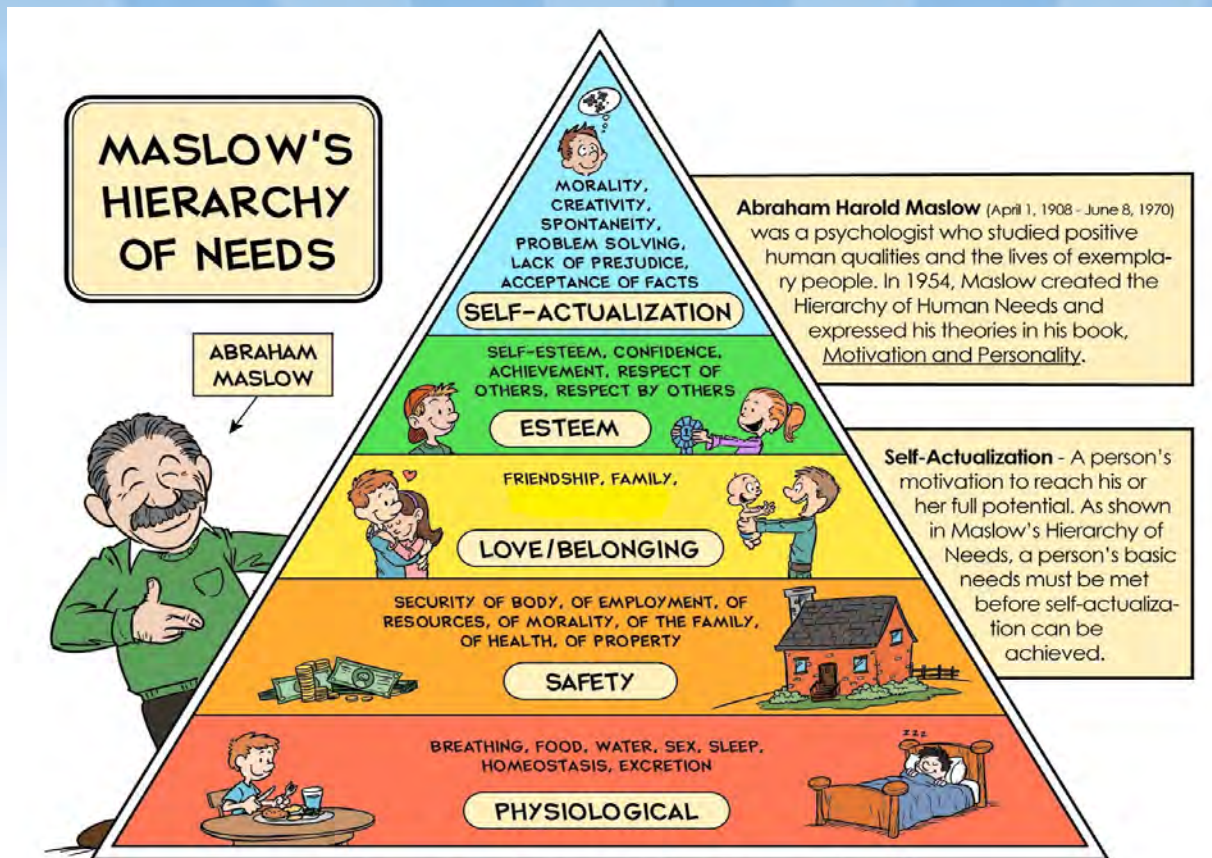 MASLOW'S
HIERARCHY
OF NEEDS
ABRAHAM
MASLOW
MORALITY,
CREATIVITY,
SPONTANEITY,
PROBLEM SOLVING,
LACK OF PREJUDICE,
ACCEPTANCE OF FACTS
SELF-ACTUALIZATION
SELF-ESTEEM, CONFIDENCE,
ACHIEVEMENT, RESPECT OF
OTHERS, RESPECT BY OTHERS
ESTEEM
1
FRIENDSHIP, FAMILY,
LOVE/BELONGING
SECURITY OF BODY, OF EMPLOYMENT, OF
RESOURCES, OF MORALITY, OF THE FAMILY,
OF HEALTH, OF PROPERTY
SAFETY
BREATHING, FOOD, WATER, SEX, SLEEP,
HOMEOSTASIS, EXCRETION
PHYSIOLOGICAL
zzz
Abraham Harold Maslow (April 1, 1908 - June 8, 1970)
was a psychologist who studied positive
human qualities and the lives of exempla-
ry people. In 1954, Maslow created the
Hierarchy of Human Needs and
expressed his theories in his book,
Motivation and Personality.
Self-Actualization - A person's
motivation to reach his or
her full potential. As shown
in Maslow's Hierarchy of
Needs, a person's basic
needs must be met
before self-actualiza-
tion can be
achieved.